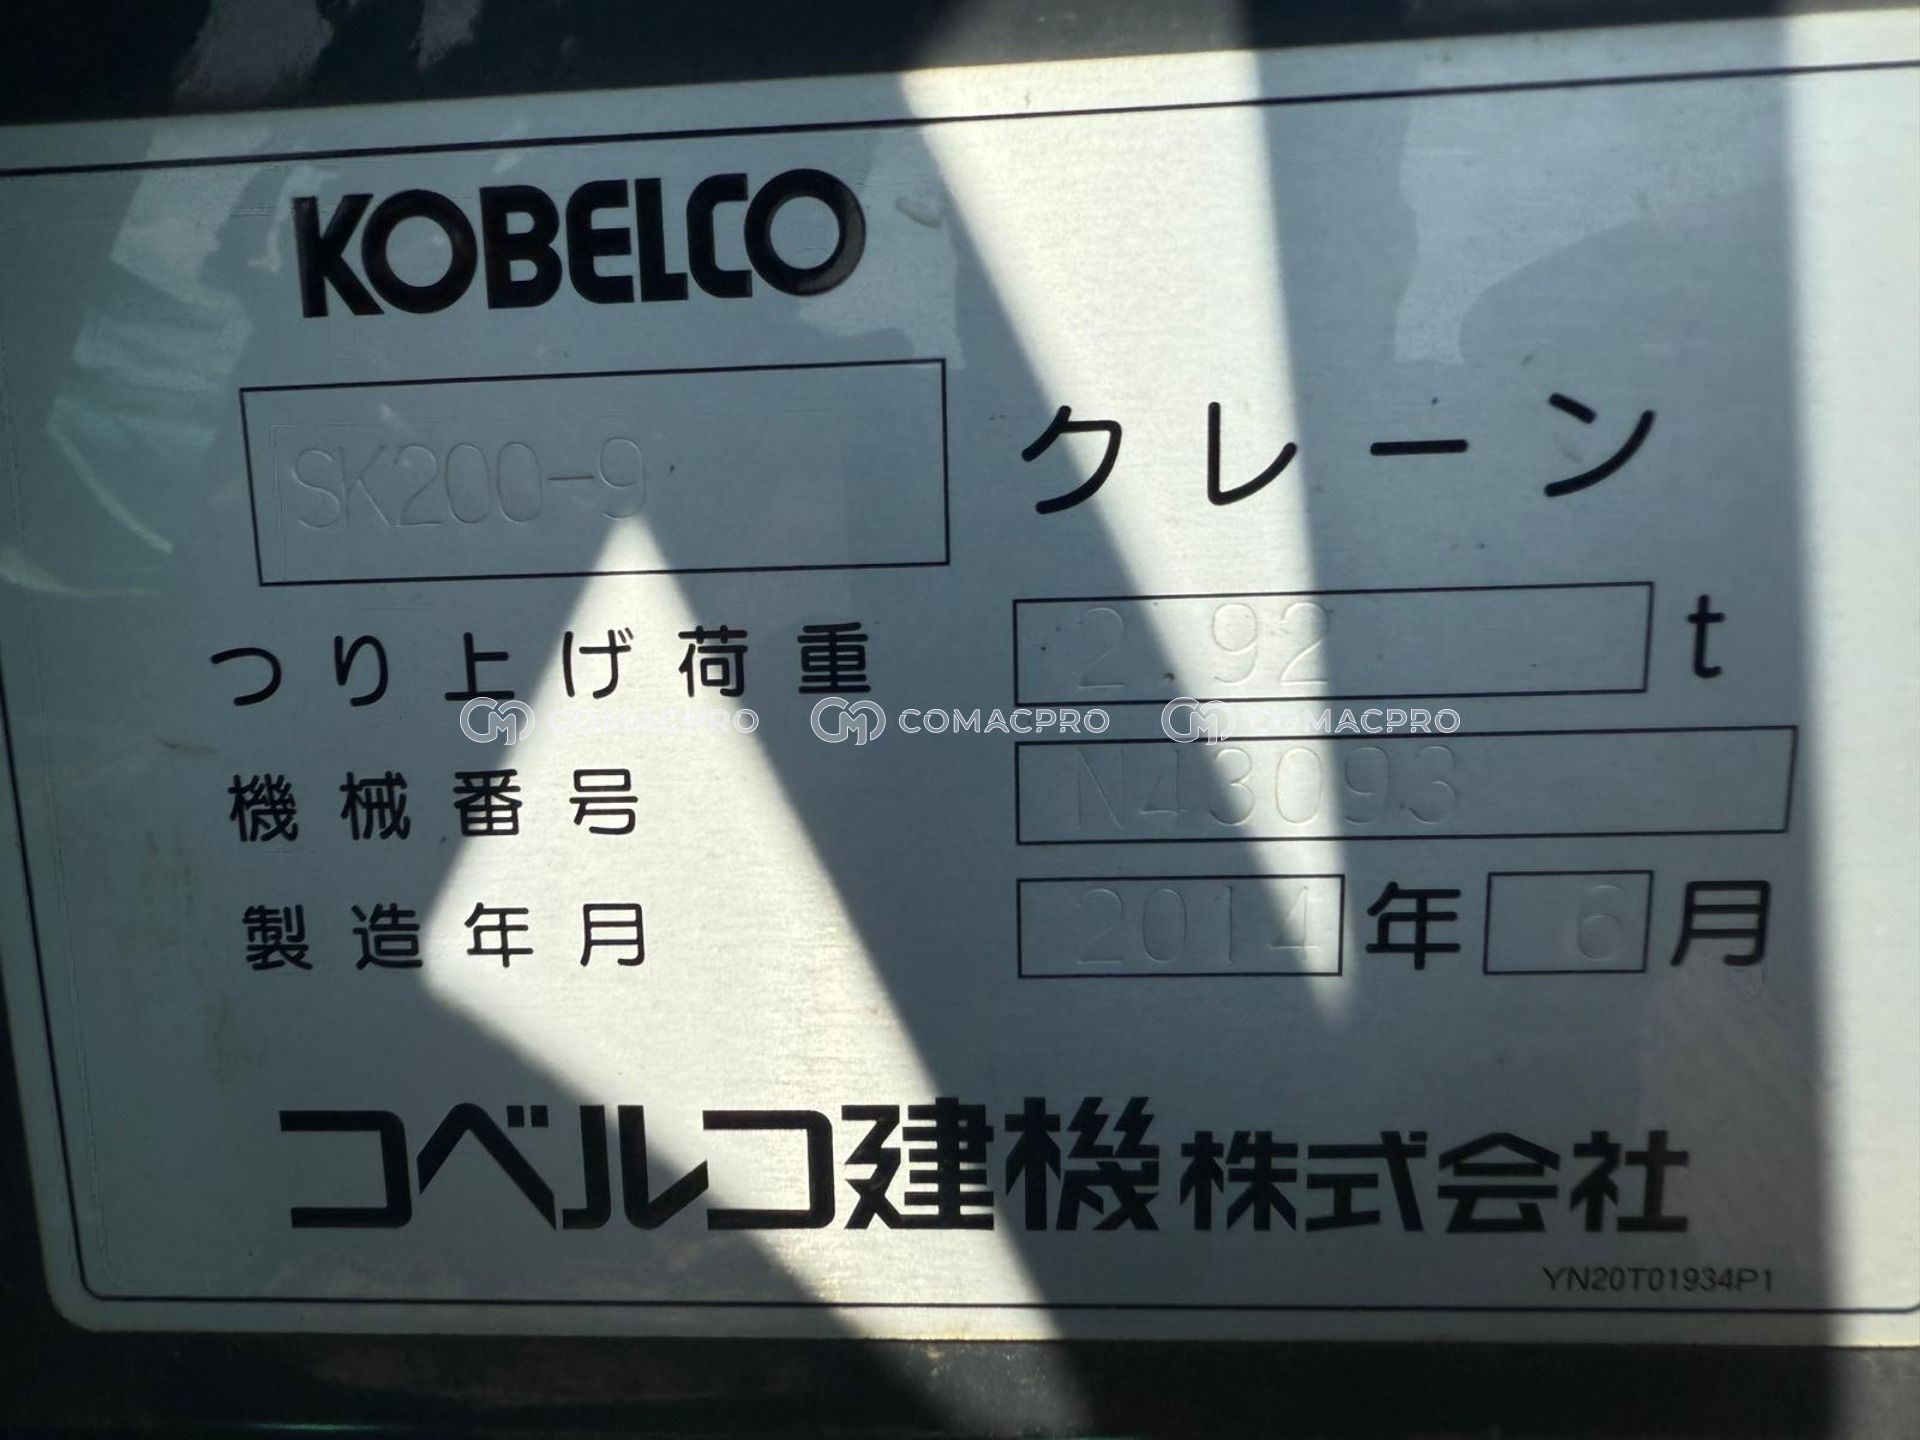 KOBELCO
SK200-9 クレーン
つり上げ荷重 2.92 t
COMACPRO COMACPRO COMACPRO
機械番号 N43093
製造年月 2014 年 6 月
コベルコ建機株式会社
YN20T01934P1